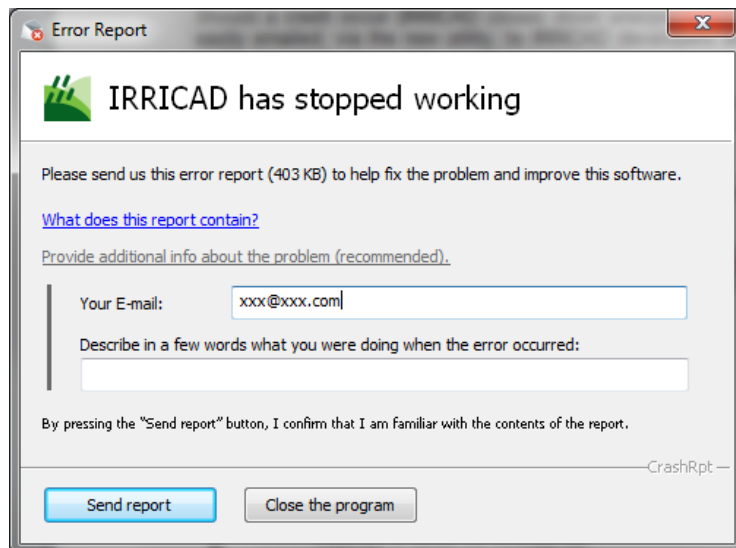 Error Report
IRRICAD has stopped working
Please send us this error report (403 KB) to help fix the problem and improve this software.
What does this report contain?
Provide additional info about the problem (recommended).
Your E-mail:
xxx@xxx.com
Describe in a few words what you were doing when the error occurred:
By pressing the "Send report" button, I confirm that I am familiar with the contents of the report.
CrashRpt
Send report
Close the program